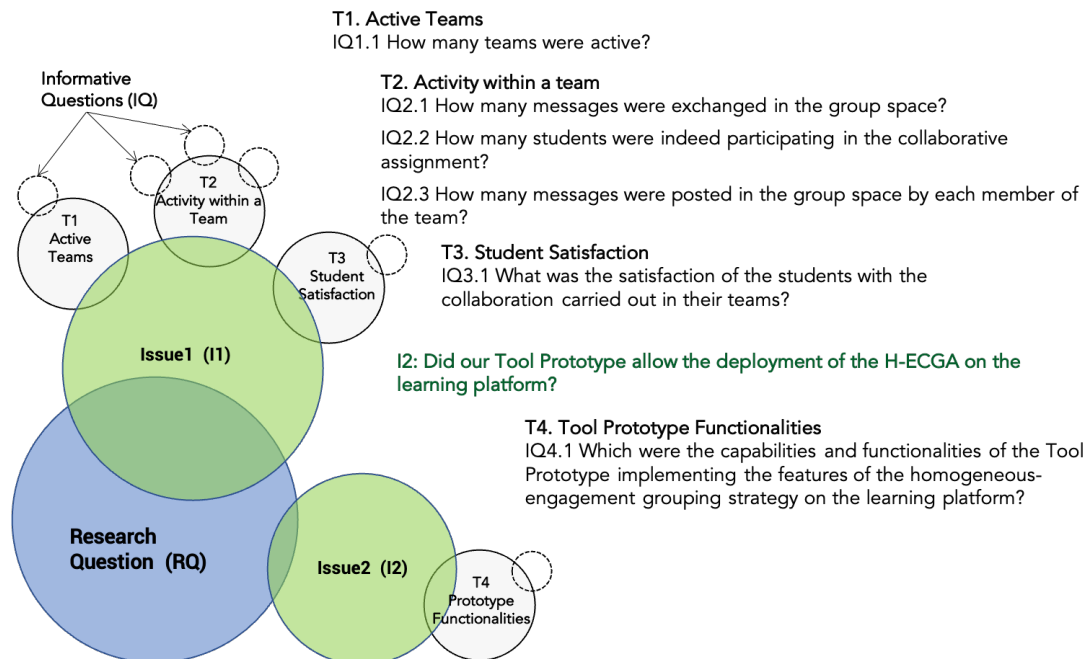 T1. Active Teams
IQ1.1 How many teams were active?
Informative
Questions (IQ)
T2. Activity within a team
IQ2.1 How many messages were exchanged in the group space?
IQ2.2 How many students were indeed participating in the collaborative
assignment?
IQ2.3 How many messages were posted in the group space by each member of
the team?
T2
Activity within a
Team
T1
Active
Teams
T3
Student
Satisfaction
T3. Student Satisfaction
IQ3.1 What was the satisfaction of the students with the
collaboration carried out in their teams?
Issue1 (I1)
I2: Did our Tool Prototype allow the deployment of the H-ECGA on the
learning platform?
T4. Tool Prototype Functionalities
IQ4.1 Which were the capabilities and functionalities of the Tool
Prototype implementing the features of the homogeneous-
engagement grouping strategy on the learning platform?
Research
Question (RQ)
Issue2 (I2)
T4
Prototype
Functionalities